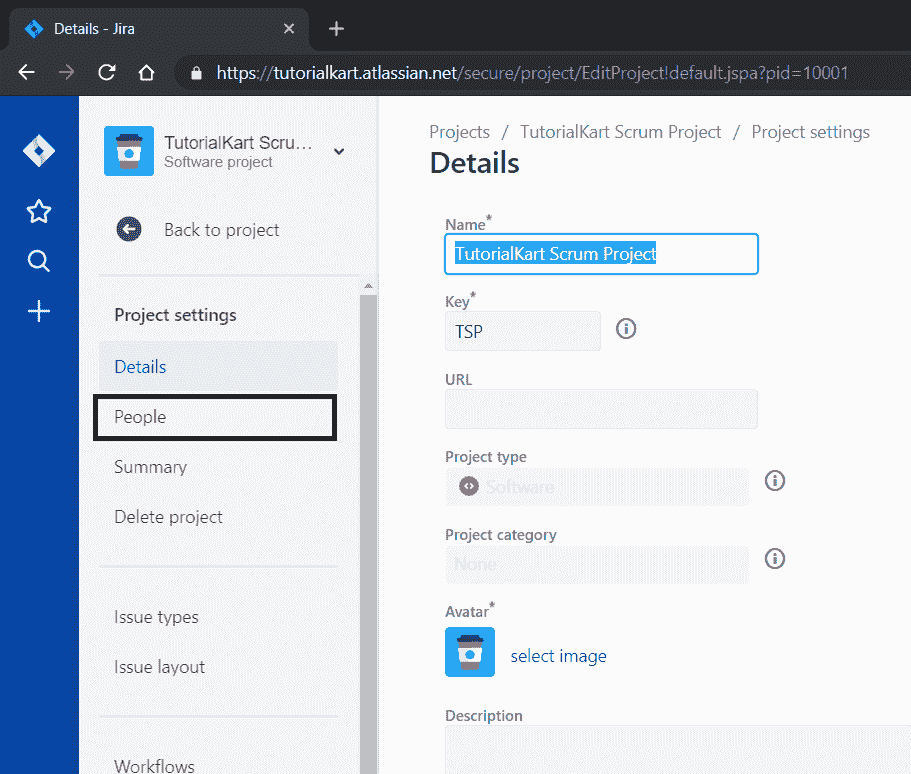 Details - Jira
https://tutorialkart.atlassian.net/secure/project/EditProject!default.jspa?pid=10001
TutorialKart Scru...
Software project
Back to project
Project settings
Details
People
Summary
Delete project
Issue types
Issue layout
Workflows
Projects / TutorialKart Scrum Project / Project settings
Details
Name*
TutorialKart Scrum Project
Key*
TSP
URL
Project type
Software
Project category
None
Avatar*
select image
Description